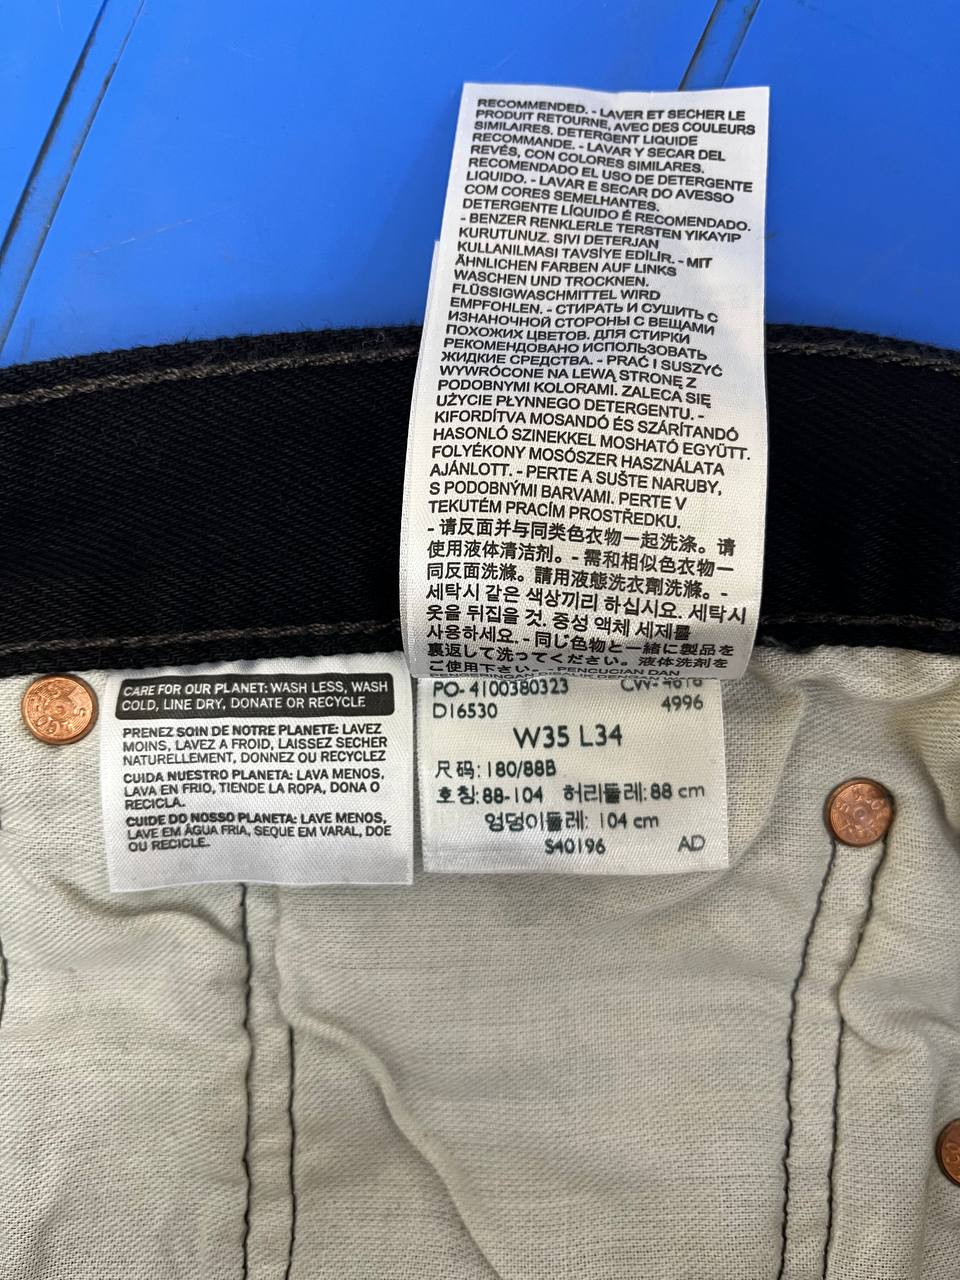 RECOMMENDED. - LAVER ET SECHER LE
PRODUIT RETOURNE, AVEC DES COULEURS
SIMILAIRES. DETERGENT LIQUIDE
RECOMMANDE. - LAVAR Y SECAR DEL
REVÉS, CON COLORES SIMILARES.
RECOMENDADO EL USO DE DETERGENTE
LIQUIDO. - LAVAR E SECAR DO AVESSO
COM CORES SEMELHANTES.
DETERGENTE LÍQUIDO É RECOMENDADO.
- BENZER RENKLERLE TERSTEN YIKAYIP
KURUTUNUZ. SIVI DETERJAN
KULLANILMASI TAVSİYE EDİLİR. - MIT
ÄHNLICHEN FARBEN AUF LINKS
WASCHEN UND TROCKNEN.
FLÜSSIGWASCHMITTEL WIRD
EMPFOHLEN. - СТИРАТЬ И СУШИТЬ С
ИЗНАНОЧНОЙ СТОРОНЫ С ВЕЩАМИ
ПОХОЖИХ ЦВЕТОВ. ДЛЯ СТИРКИ
РЕКОМЕНДОВАНО ИСПОЛЬЗОВАТЬ
ЖИДКИЕ СРЕДСТВА. - PRAĆ I SUSZYĆ
WYWRÓCONE NA LEWĄ STRONĘ Z
PODOBNYMI KOLORAMI. ZALECA SIĘ
UŻYCIE PŁYNNEGO DETERGENTU. -
KIFORDÍTVA MOSANDÓ ÉS SZÁRÍTANDÓ
HASONLÓ SZINEKKEL MOSHATÓ EGYÜTT.
FOLYÉKONY MOSÓSZER HASZNÁLATA
AJÁNLOTT. - PERTE A SUŠTE NARUBY,
S PODOBNÝMI BARVAMI. PERTE V
TEKUTÉM PRACÍM PROSTŘEDKU.
- 请反面并与同类色衣物一起洗涤。请
使用液体清洁剂。- 需和相似色衣物一
同反面洗滌。請用液態洗衣劑洗滌。-
세탁시 같은 색상끼리 하십시요. 세탁시
옷을 뒤집을 것. 중성 액체 세제를
사용하세요. - 同じ色物と一緒に製品を
裏返して洗ってください。液体洗剤を
ご使用下さい。- PENCUCIAN DAN
CARE FOR OUR PLANET: WASH LESS, WASH
COLD, LINE DRY, DONATE OR RECYCLE.
PRENEZ SOIN DE NOTRE PLANETE: LAVEZ
MOINS, LAVEZ A FROID, LAISSEZ SECHER
NATURELLEMENT, DONNEZ OU RECYCLEZ
CUIDA NUESTRO PLANETA: LAVA MENOS,
LAVA EN FRIO, TIENDE LA ROPA, DONA O
RECICLA.
CUIDE DO NOSSO PLANETA: LAVE MENOS,
LAVE EM ÁGUA FRIA, SEQUE EM VARAL, DOE
OU RECICLE.
PO- 4100380323
D16530 4996
W35 L34
尺码: 180/88B
호칭: 88-104 허리둘레: 88 cm
엉덩이둘레: 104 cm
S40196 AD